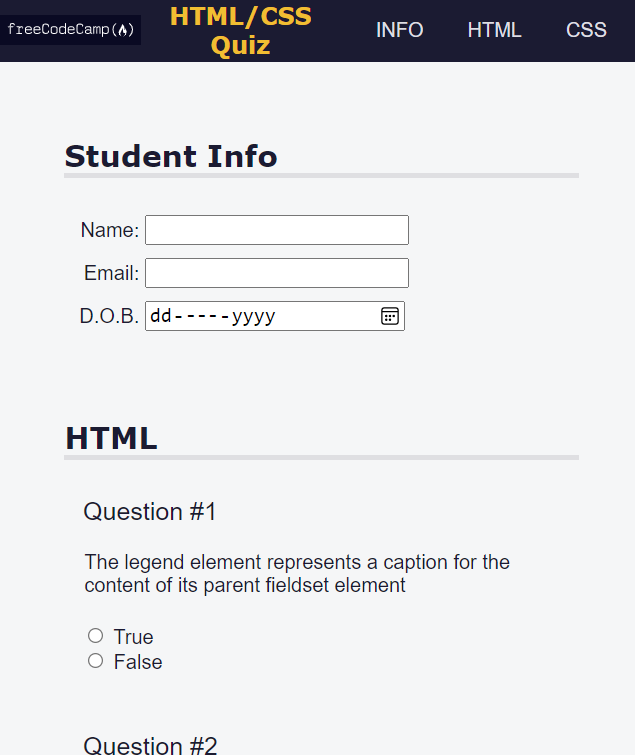 freeCodeCamp(🔥)
HTML/CSS
Quiz
INFO
HTML
CSS
Student Info
Name:
Email:
D.O.B. dd-----yyyy
HTML
Question #1
The legend element represents a caption for the
content of its parent fieldset element
True
False
Question #2